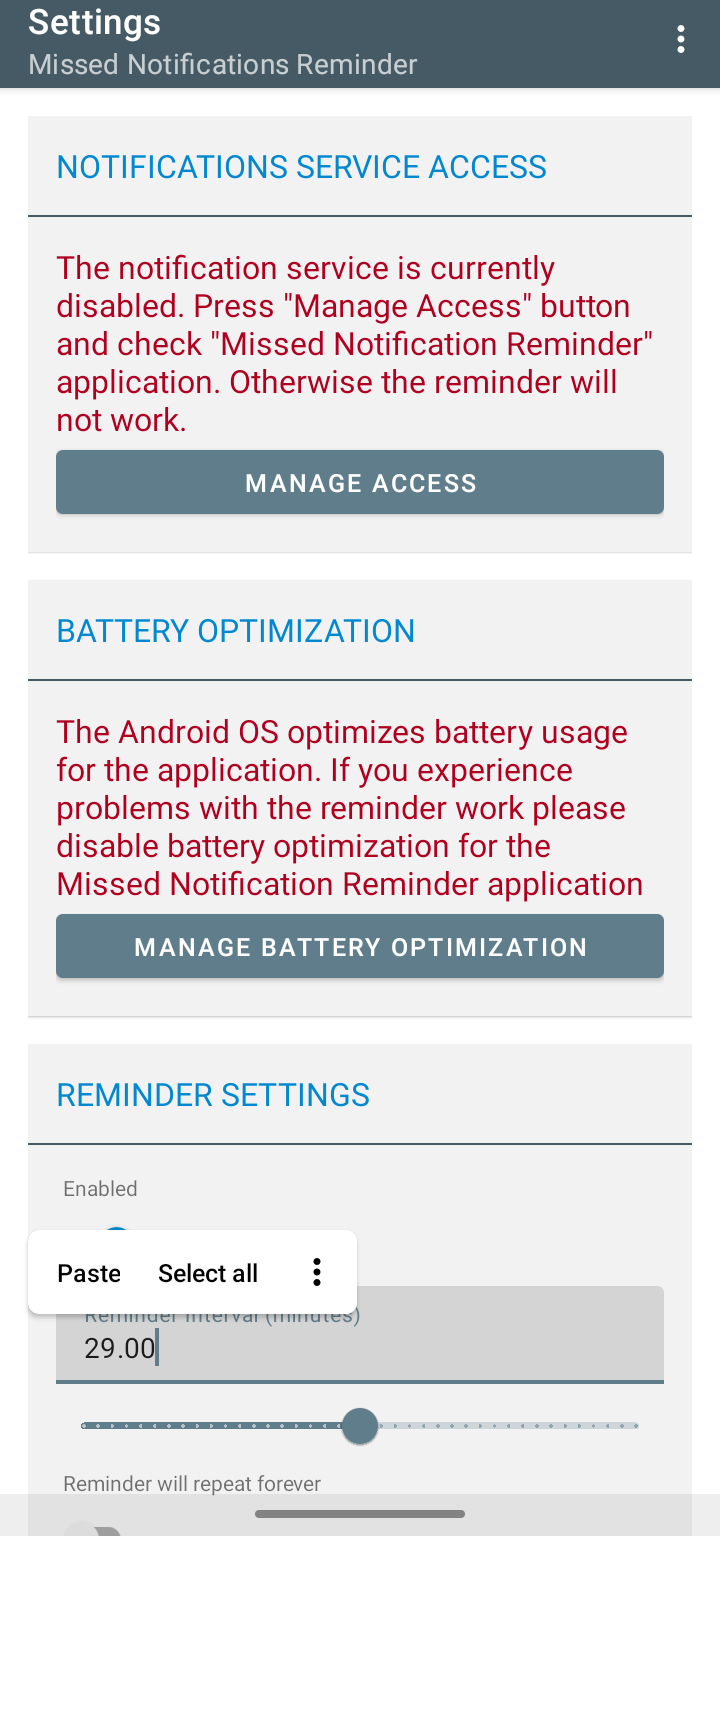 Settings
Missed Notifications Reminder
NOTIFICATIONS SERVICE ACCESS
The notification service is currently
disabled. Press "Manage Access" button
and check "Missed Notification Reminder"
application. Otherwise the reminder will
not work.
MANAGE ACCESS
BATTERY OPTIMIZATION
The Android OS optimizes battery usage
for the application. If you experience
problems with the reminder work please
disable battery optimization for the
Missed Notification Reminder application
MANAGE BATTERY OPTIMIZATION
REMINDER SETTINGS
Enabled
Paste Select all
Reminder interval (minutes)
29.00
Reminder will repeat forever